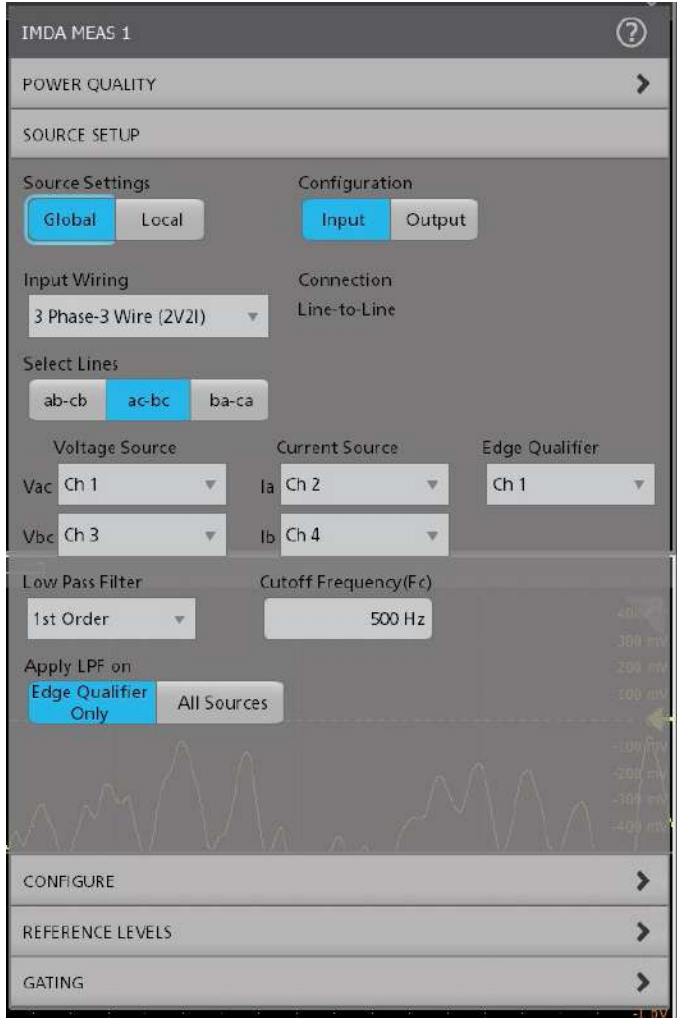 IMDA MEAS 1
POWER QUALITY
SOURCE SETUP
Source Settings Configuration
Global Local Input Output
Input Wiring Connection
3 Phase-3 Wire (2V2I) Line-to-Line
Select Lines
ab-cb ac-bc ba-ca
Voltage Source Current Source Edge Qualifier
Vac Ch 1 Ia Ch 2 Ch 1
Vbc Ch 3 Ib Ch 4
Low Pass Filter Cutoff Frequency(Fc)
1st Order 500 Hz
300 mV
Apply LPF on 200 mV
Edge Qualifier Only All Sources 100 mV
-100 mV
-200 mV
-300 mV
-400 mV
CONFIGURE
REFERENCE LEVELS
GATING